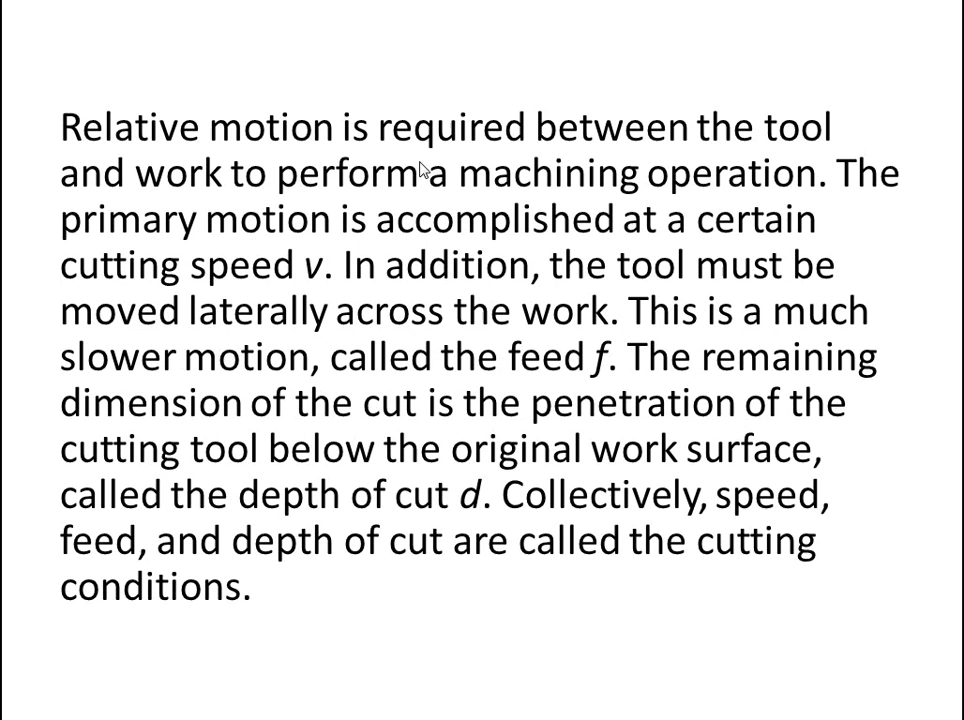 Relative motion is required between the tool
and work to perform a machining operation. The
primary motion is accomplished at a certain
cutting speed v. In addition, the tool must be
moved laterally across the work. This is a much
slower motion, called the feed f. The remaining
dimension of the cut is the penetration of the
cutting tool below the original work surface,
called the depth of cut d. Collectively, speed,
feed, and depth of cut are called the cutting
conditions.